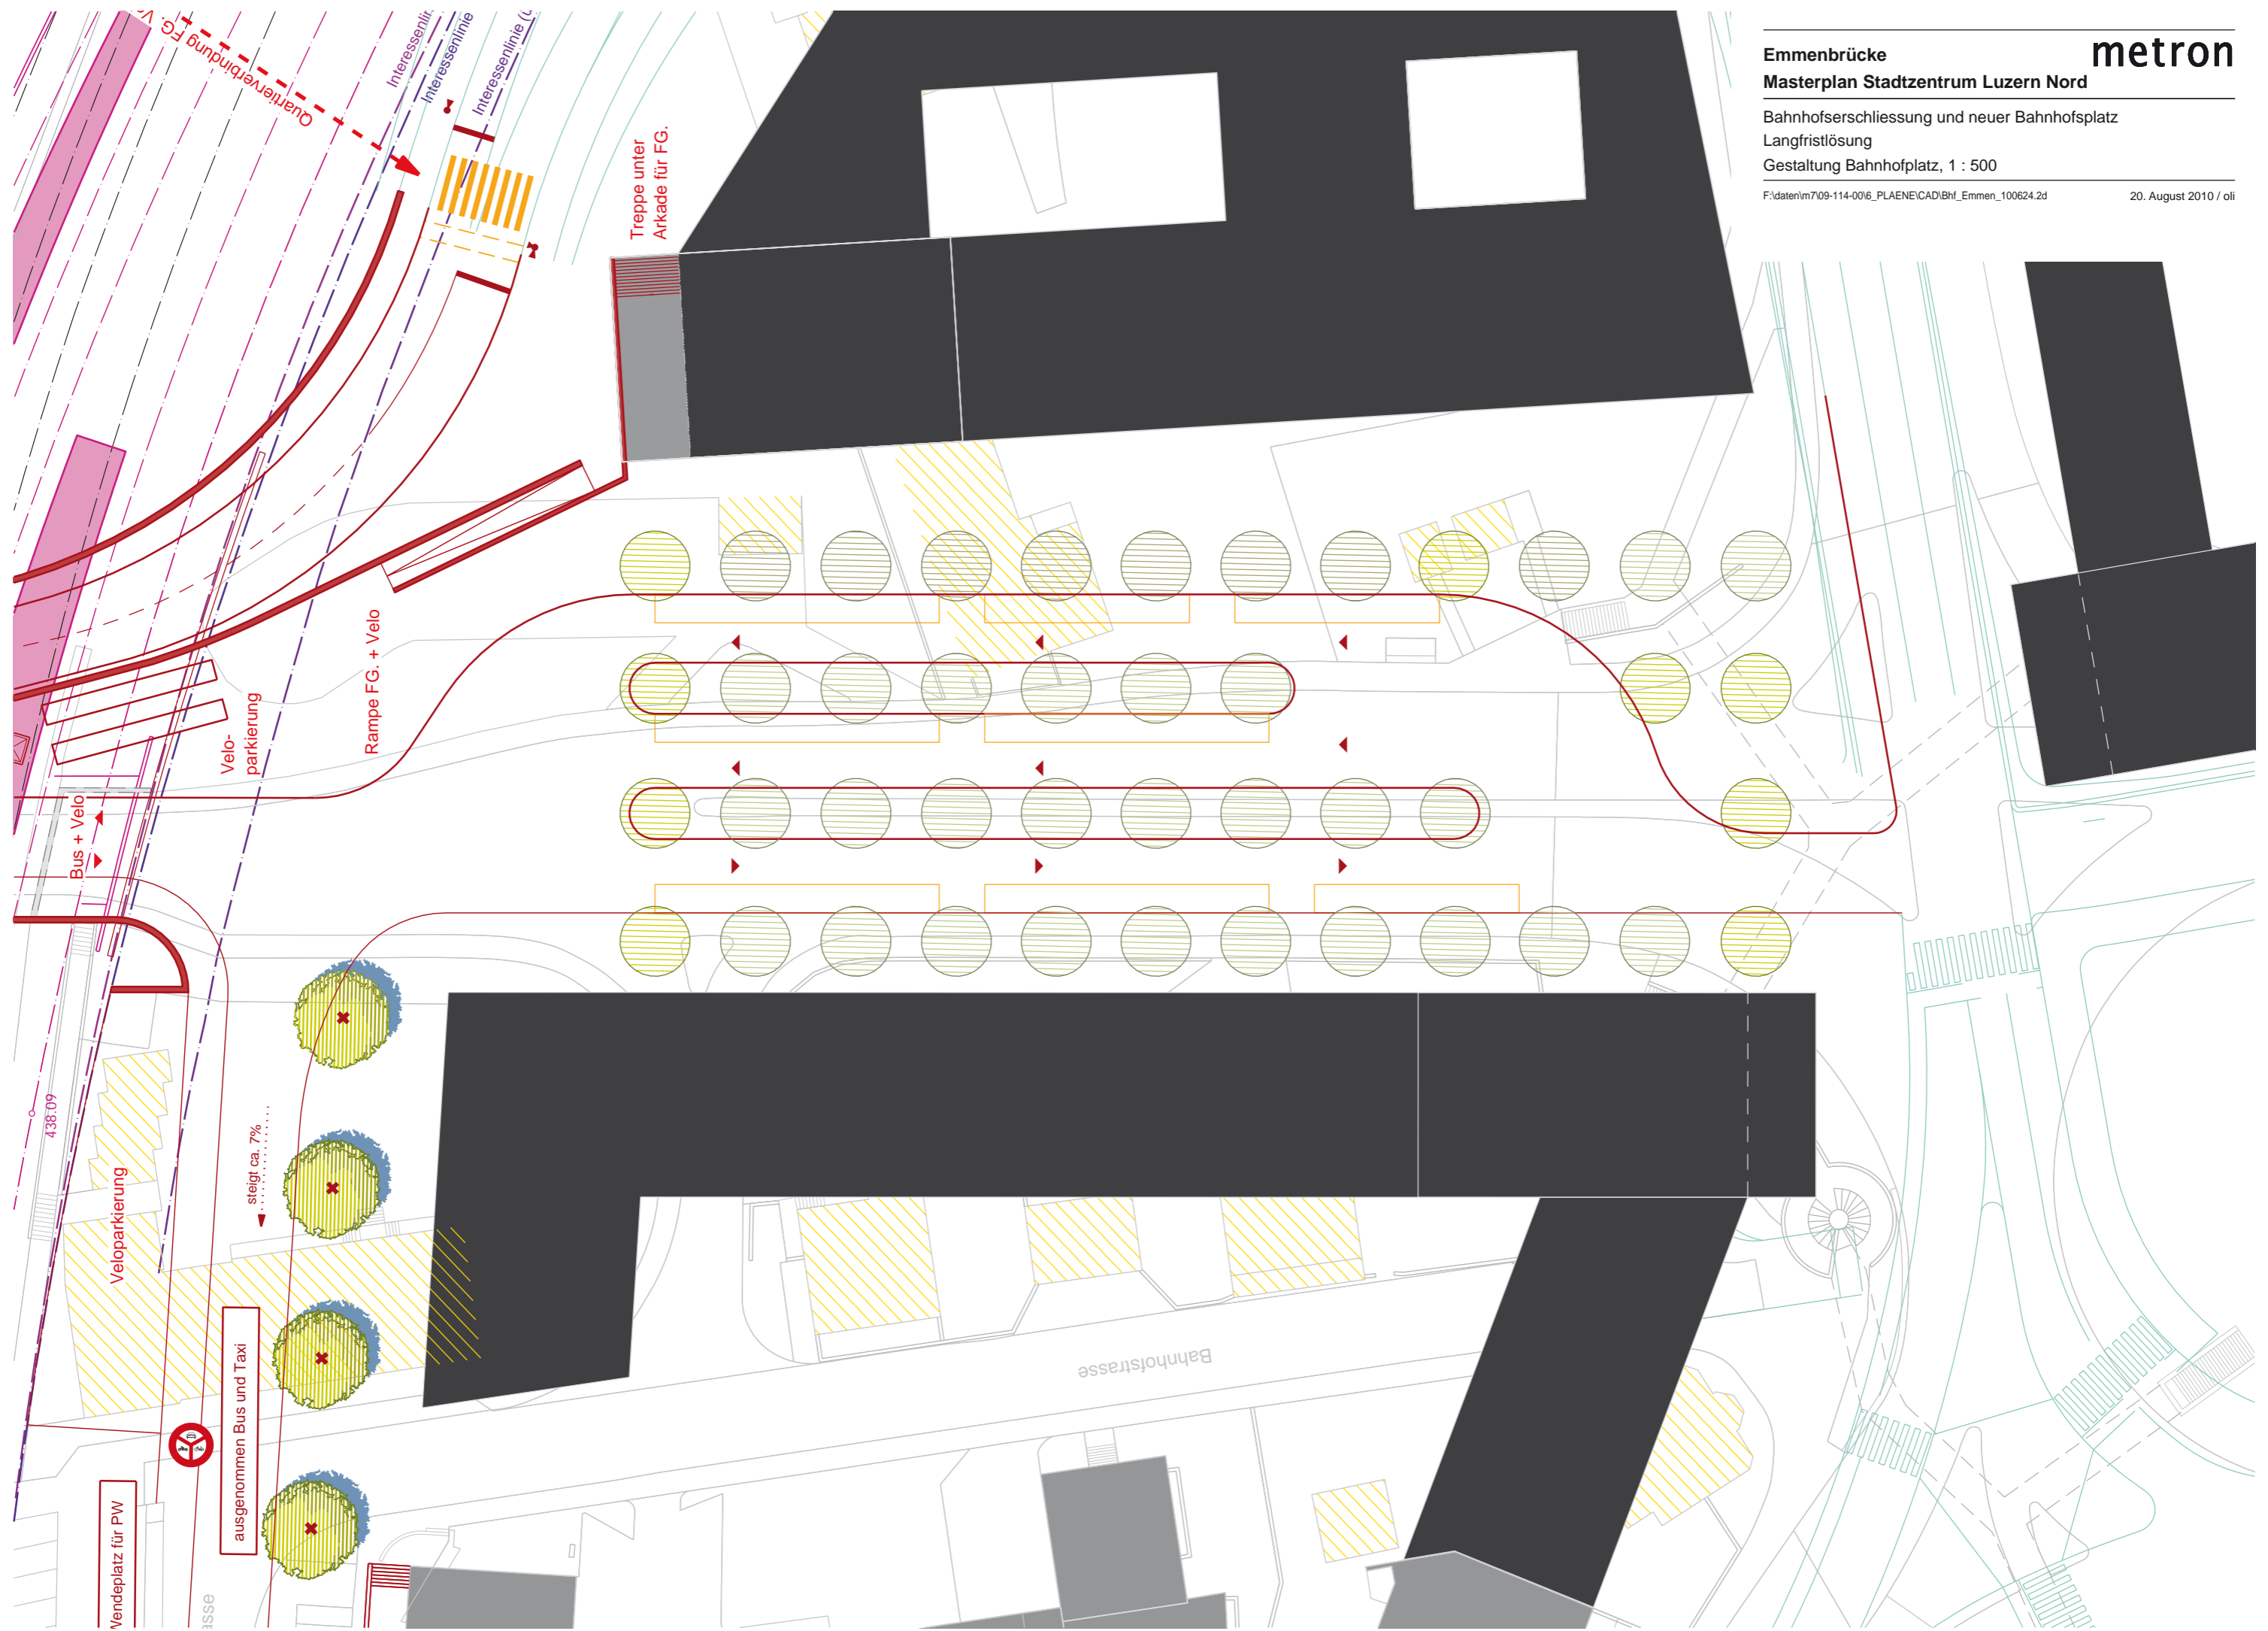 Emmenbrücke
metron
Masterplan Stadtzentrum Luzern Nord
Bahnhofserschliessung und neuer Bahnhofsplatz
Langfristlösung
Gestaltung Bahnhofplatz, 1 : 500
F:\daten\m7\09-114-00\6_PLAENE\CAD\Bhf_Emmen_100624.2d
20. August 2010 / oli
Quartierverbindung FG.
Interessenlinie
Interessenlinie
Treppe unter
Arkade für FG.
Rampe FG. + Velo
Velo-
parkierung
Bus + Velo
438.09
steigt ca. 7%
Veloparkierung
ausgenommen Bus und Taxi
Wendeplatz für PW
Bahnhofstrasse